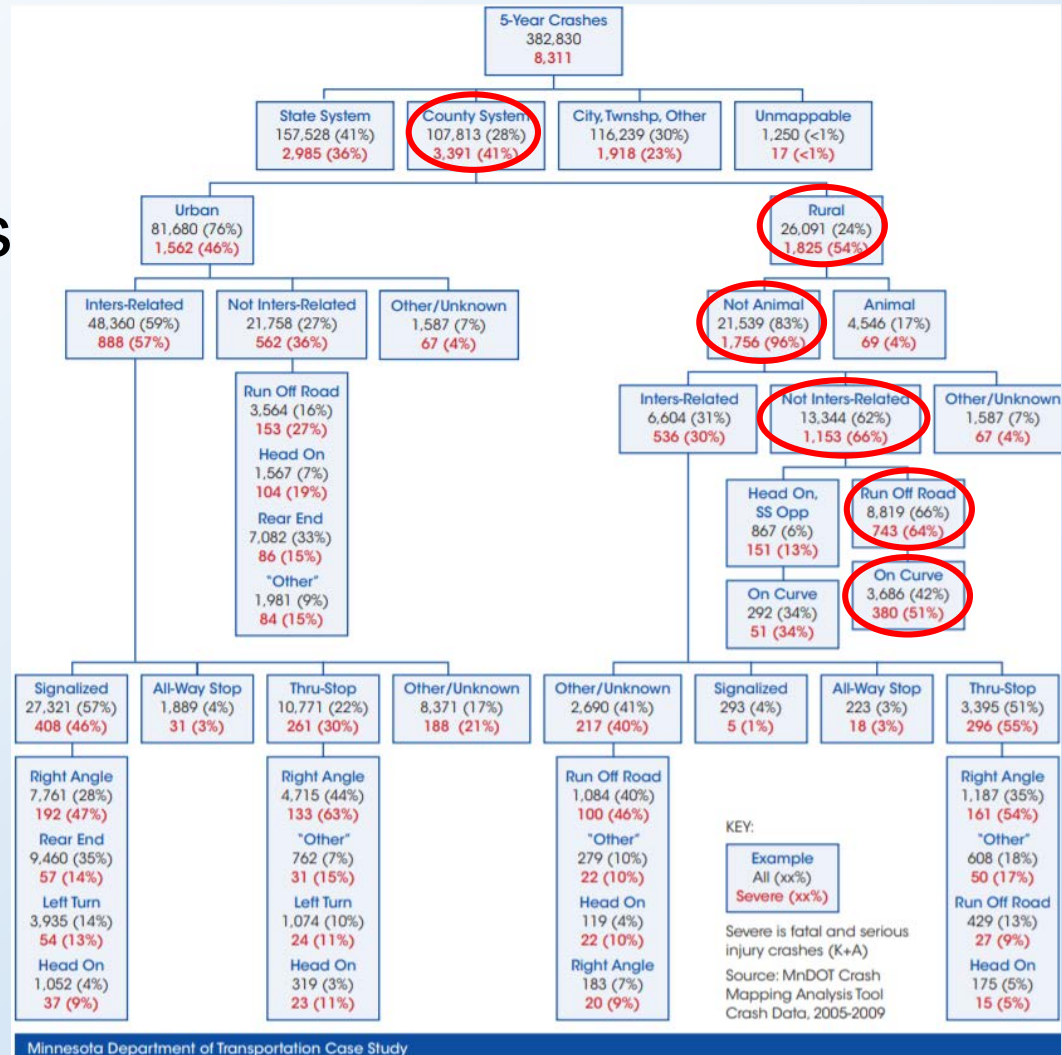 5-Year Crashes
382,830
8,311
State System
157,528 (41%)
2,985 (36%)
County System
107,813 (28%)
3,391 (41%)
City, Twnshp, Other
116,239 (30%)
1,918 (23%)
Unmappable
1,250 (<1%)
17 (<1%)
s
Urban
81,680 (76%)
1,562 (46%)
Rural
26,091 (24%)
1,825 (54%)
Inters-Related
48,360 (59%)
888 (57%)
Not Inters-Related
21,758 (27%)
562 (36%)
Other/Unknown
1,587 (7%)
67 (4%)
Not Animal
21,539 (83%)
1,756 (96%)
Animal
4,546 (17%)
69 (4%)
Run Off Road
3,564 (16%)
153 (27%)
Head On
1,567 (7%)
104 (19%)
Rear End
7,082 (33%)
86 (15%)
"Other"
1,981 (9%)
84 (15%)
Inters-Related
6,604 (31%)
536 (30%)
Not Inters-Related
13,344 (62%)
1,153 (66%)
Other/Unknown
1,587 (7%)
67 (4%)
Head On,
SS Opp
867 (6%)
151 (13%)
Run Off Road
8,819 (66%)
743 (64%)
On Curve
292 (34%)
51 (34%)
On Curve
3,686 (42%)
380 (51%)
Signalized
27,321 (57%)
408 (46%)
All-Way Stop
1,889 (4%)
31 (3%)
Thru-Stop
10,771 (22%)
261 (30%)
Other/Unknown
8,371 (17%)
188 (21%)
Other/Unknown
2,690 (41%)
217 (40%)
Signalized
293 (4%)
5 (1%)
All-Way Stop
223 (3%)
18 (3%)
Thru-Stop
3,395 (51%)
296 (55%)
Right Angle
7,761 (28%)
192 (47%)
Rear End
9,460 (35%)
57 (14%)
Left Turn
3,935 (14%)
54 (13%)
Head On
1,052 (4%)
37 (9%)
Right Angle
4,715 (44%)
133 (63%)
"Other"
762 (7%)
31 (15%)
Left Turn
1,074 (10%)
24 (11%)
Head On
319 (3%)
23 (11%)
Run Off Road
1,084 (40%)
100 (46%)
"Other"
279 (10%)
22 (10%)
Head On
119 (4%)
22 (10%)
Right Angle
183 (7%)
20 (9%)
KEY:
Example
All (xx%)
Severe (xx%)
Severe is fatal and serious
injury crashes (K+A)
Source: MnDOT Crash
Mapping Analysis Tool
Crash Data, 2005-2009
Right Angle
1,187 (35%)
161 (54%)
"Other"
608 (18%)
50 (17%)
Run Off Road
429 (13%)
27 (9%)
Head On
175 (5%)
15 (5%)
Minnesota Department of Transportation Case Study